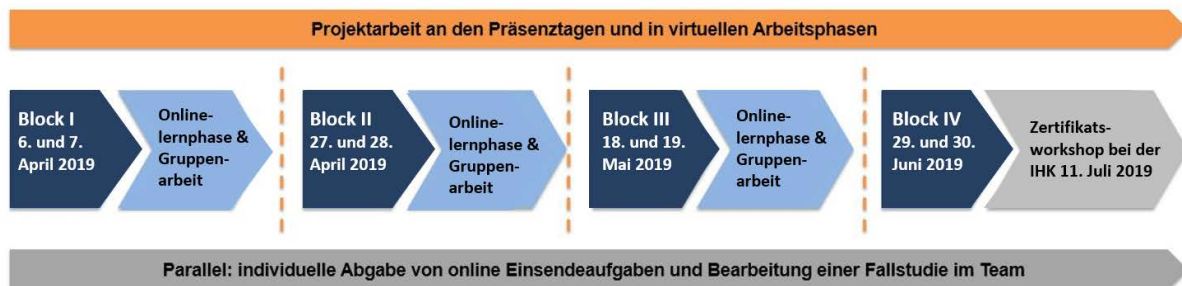 Projektarbeit an den Präsenztagen und in virtuellen Arbeitsphasen
Block I
6. und 7.
April 2019
Online-
lernphase &
Gruppen-
arbeit
Block II
27. und 28.
April 2019
Online-
lernphase &
Gruppen-
arbeit
Block III
18. und 19.
Mai 2019
Online-
lernphase &
Gruppen-
arbeit
Block IV
29. und 30.
Juni 2019
Zertifikats-
workshop bei der
IHK 11. Juli 2019
Parallel: individuelle Abgabe von online Einsendeaufgaben und Bearbeitung einer Fallstudie im Team